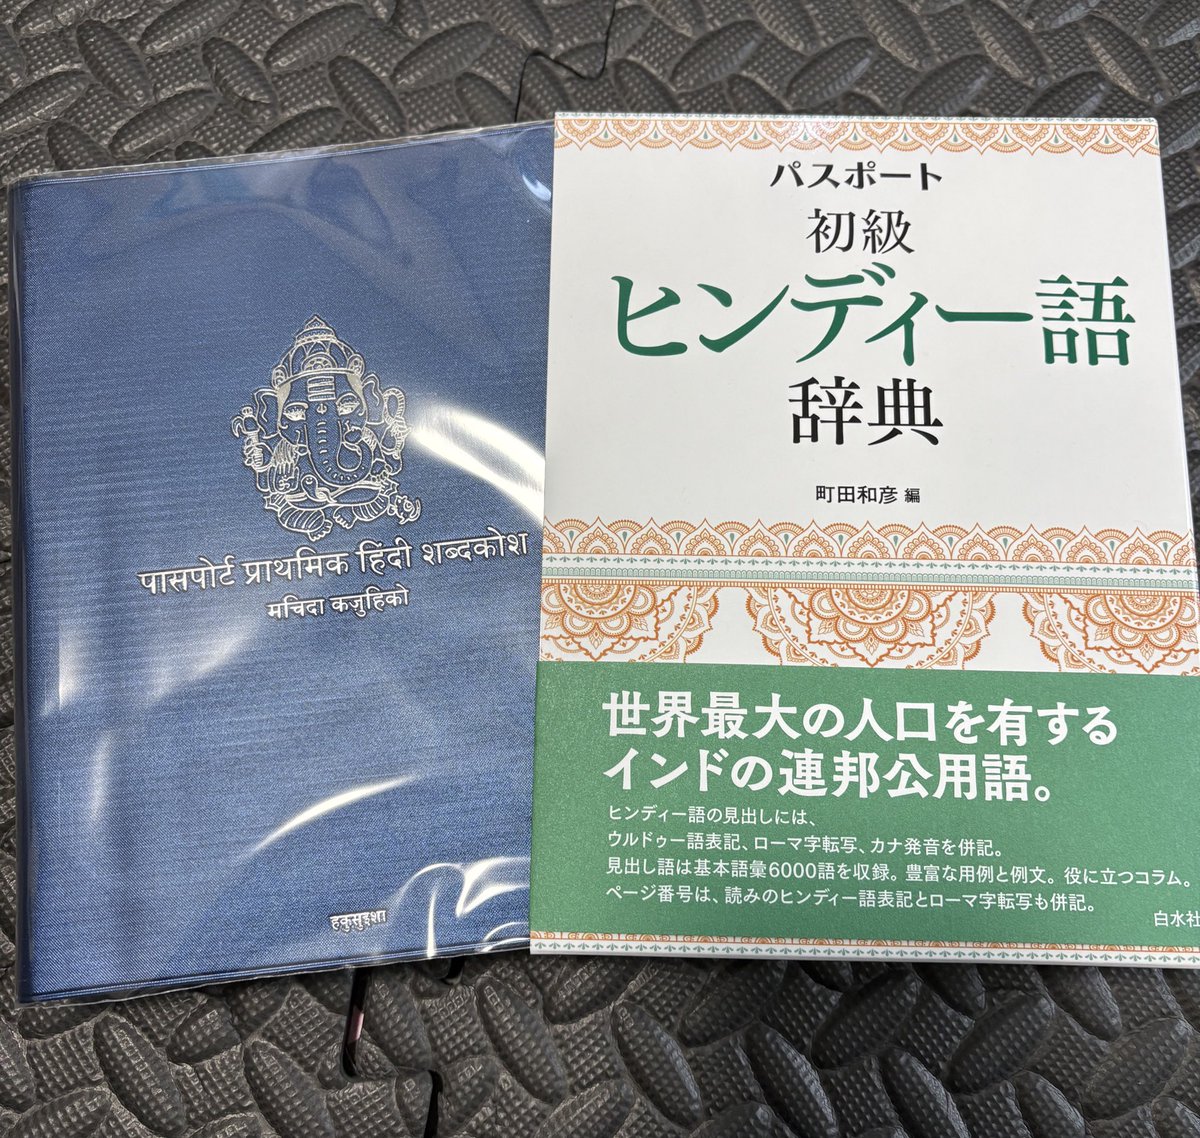 पासपोर्ट प्राथमिक हिंदी शब्दकोश
मचिदा कज़ुहिको
हकुसुइशा
パスポート
初級
ヒンディー語
辞典
町田和彦 編
世界最大の人口を有する
インドの連邦公用語。
ヒンディー語の見出しには、
ウルドゥー語表記、ローマ字転写、カナ発音を併記。
見出し語は基本語彙6000語を収録。豊富な用例と例文。役に立つコラム。
ページ番号は、読みのヒンディー語表記とローマ字転写も併記。
白水社